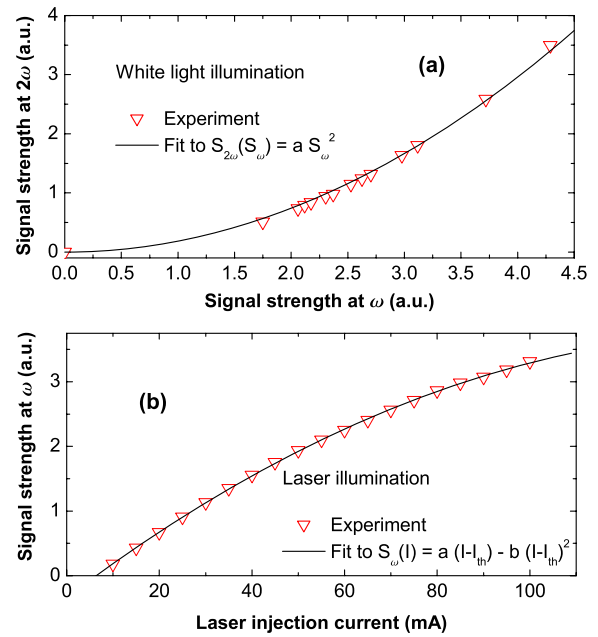 4
3
2
1
0
Signal strength at 2ω (a.u.)
(a)
White light illumination
Experiment
Fit to S₂ω(Sω) = a Sω²
0.0 0.5 1.0 1.5 2.0 2.5 3.0 3.5 4.0 4.5
Signal strength at ω (a.u.)
4
3
2
1
0
Signal strength at ω (a.u.)
(b)
Laser illumination
Experiment
Fit to Sω(I) = a (I-Ith) - b (I-Ith)²
0 20 40 60 80 100
Laser injection current (mA)